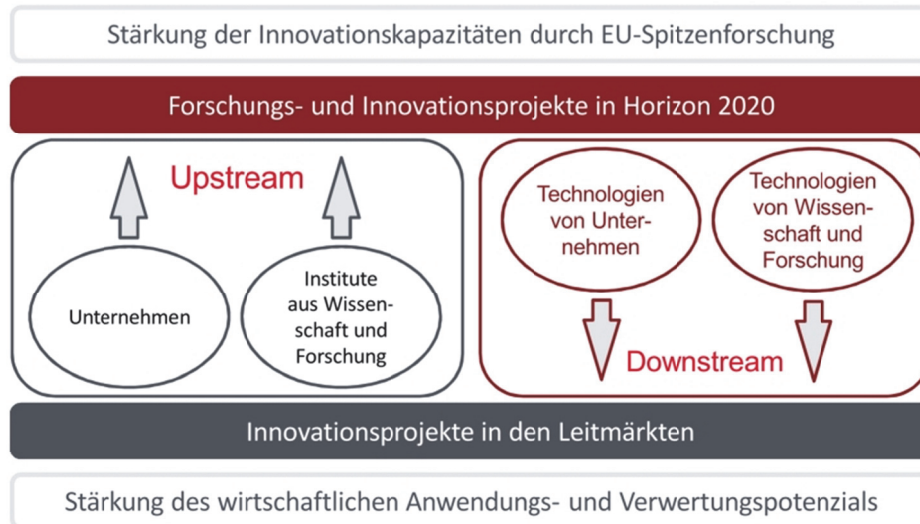 Stärkung der Innovationskapazitäten durch EU-Spitzenforschung
Forschungs- und Innovationsprojekte in Horizon 2020
Upstream
Unternehmen
Institute
aus Wissen-
schaft und
Forschung
Technologien
von Unter-
nehmen
Technologien
von Wissen-
schaft und
Forschung
Downstream
Innovationsprojekte in den Leitmärkten
Stärkung des wirtschaftlichen Anwendungs- und Verwertungspotenzials